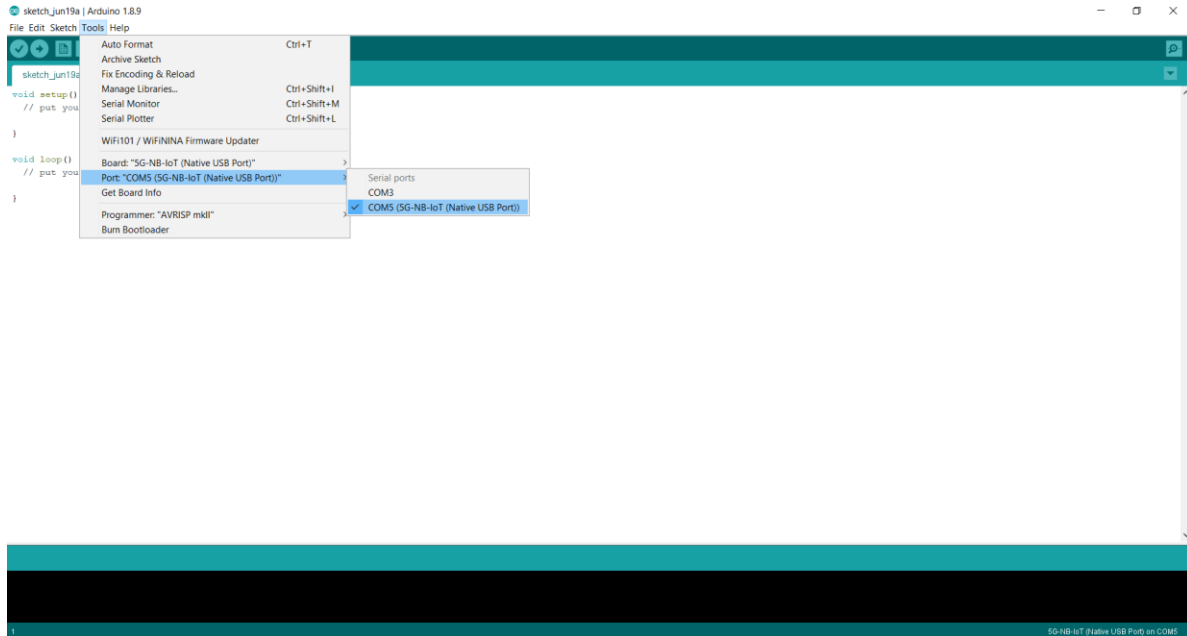 sketch_jun19a | Arduino 1.8.9
File Edit Sketch Tools Help
sketch_jun19a
void setup()
// put you
}
void loop()
// put you
}
Auto Format Ctrl+T
Archive Sketch
Fix Encoding & Reload
Manage Libraries... Ctrl+Shift+I
Serial Monitor Ctrl+Shift+M
Serial Plotter Ctrl+Shift+L
WiFi101 / WiFiNINA Firmware Updater
Board: "5G-NB-IoT (Native USB Port)"
Port: "COM5 (5G-NB-IoT (Native USB Port))"
Get Board Info
Programmer: "AVRISP mkII"
Burn Bootloader
Serial ports
COM3
COM5 (5G-NB-IoT (Native USB Port))
1
5G-NB-IoT (Native USB Port) on COM5